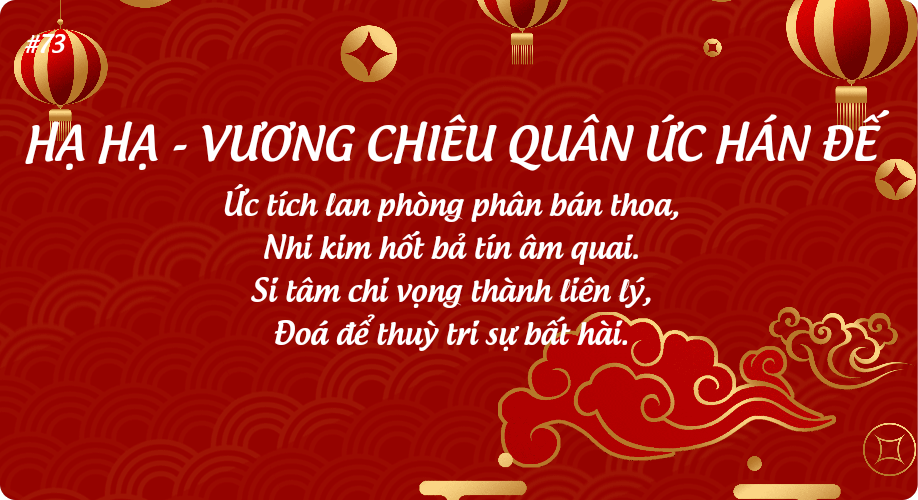 #73
HẠ HẠ - VƯƠNG CHIÊU QUÂN ỨC HÁN ĐẾ
Ức tích lan phòng phân bán thoa,
Nhi kim hốt bả tín âm quai.
Si tâm chỉ vọng thành liên lý,
Đoá để thuỳ tri sự bất hài.